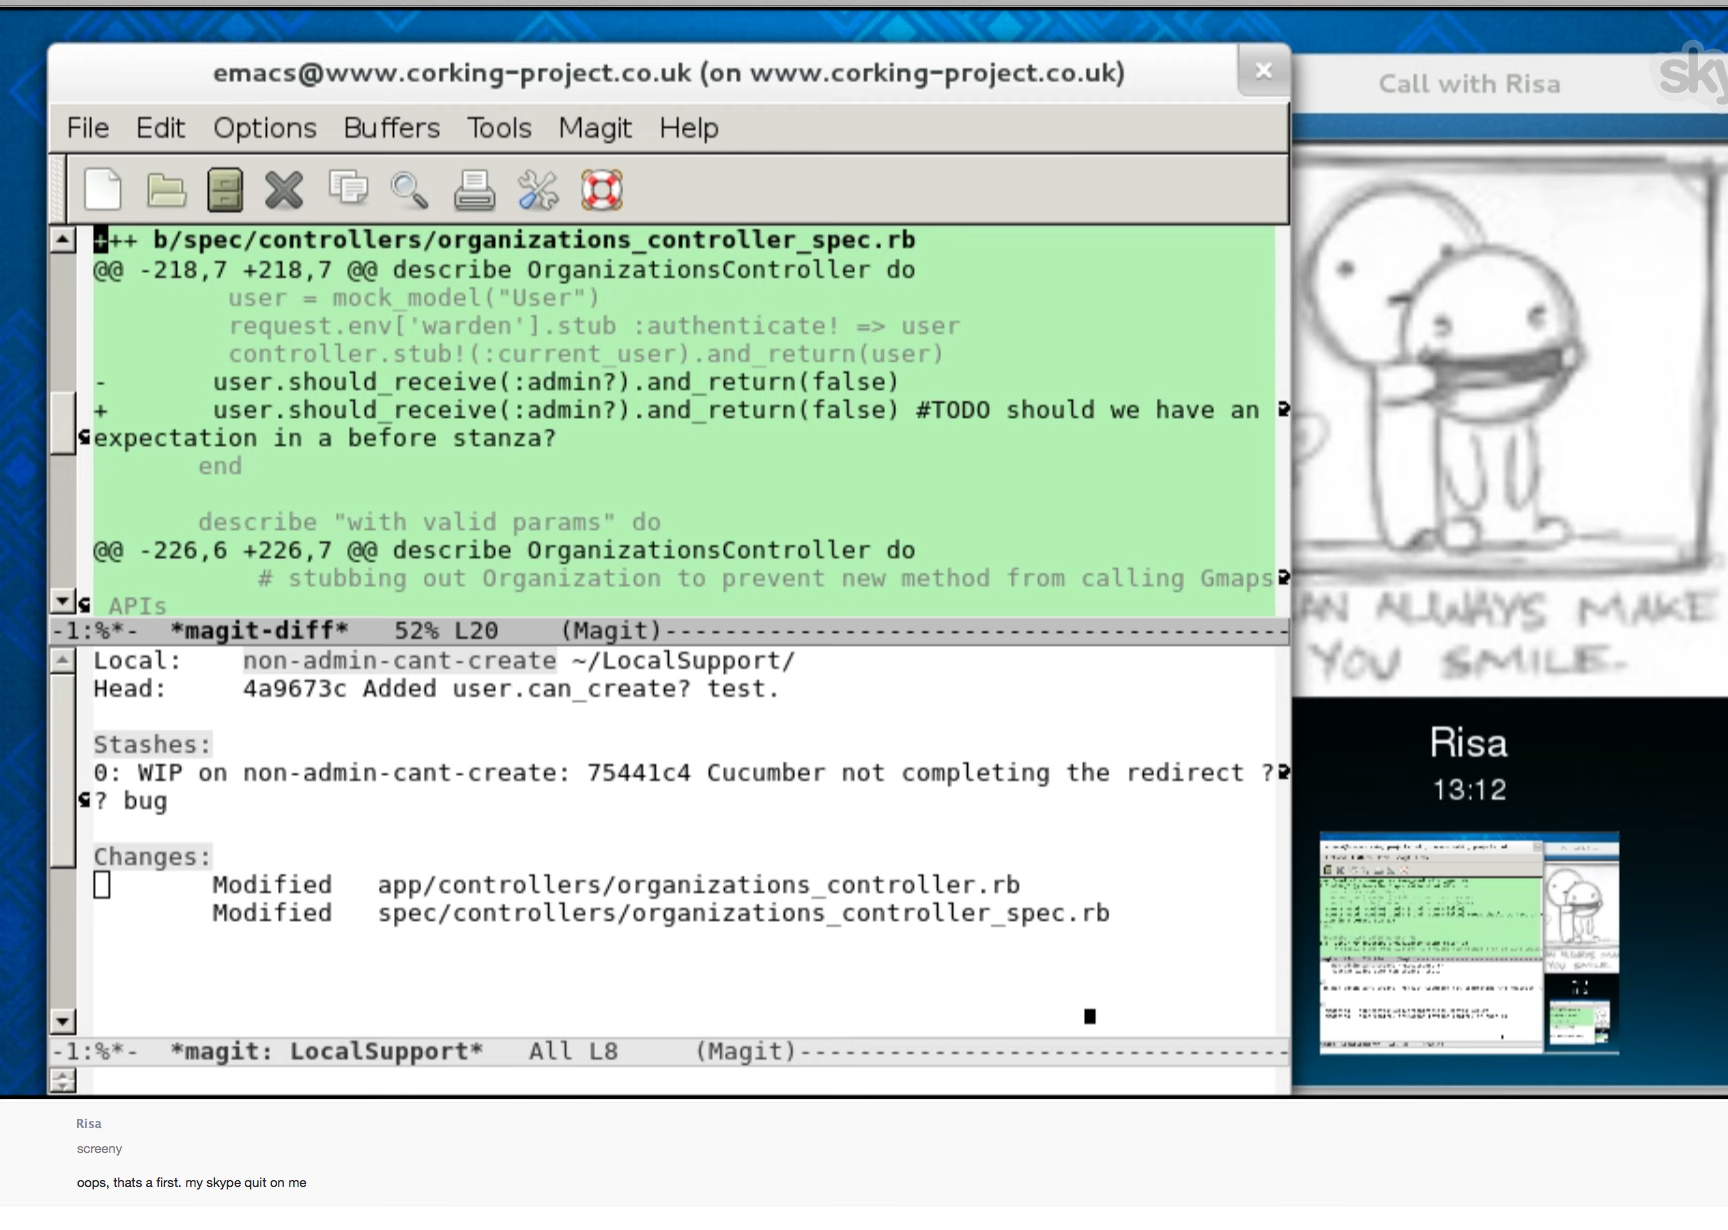 emacs@www.corking-project.co.uk (on www.corking-project.co.uk)
File Edit Options Buffers Tools Magit Help
+++ b/spec/controllers/organizations_controller_spec.rb
@@ -218,7 +218,7 @@ describe OrganizationsController do
user = mock_model("User")
request.env['warden'].stub :authenticate! => user
controller.stub!(:current_user).and_return(user)
- user.should_receive(:admin?).and_return(false)
+ user.should_receive(:admin?).and_return(false) #TODO should we have an
expectation in a before stanza?
end
describe "with valid params" do
@@ -226,6 +226,7 @@ describe OrganizationsController do
# stubbing out Organization to prevent new method from calling Gmaps
APIs
-1:%*- *magit-diff* 52% L20 (Magit)------------------------------------------
Local: non-admin-cant-create ~/LocalSupport/
Head: 4a9673c Added user.can_create? test.
Stashes:
0: WIP on non-admin-cant-create: 75441c4 Cucumber not completing the redirect ?
? bug
Changes:
Modified app/controllers/organizations_controller.rb
Modified spec/controllers/organizations_controller_spec.rb
-1:%*- *magit: LocalSupport* All L8 (Magit)---------------------------------
Call with Risa
sky
AN ALWAYS MAKE
YOU SMILE.
Risa
13:12
Risa
screeny
oops, thats a first. my skype quit on me